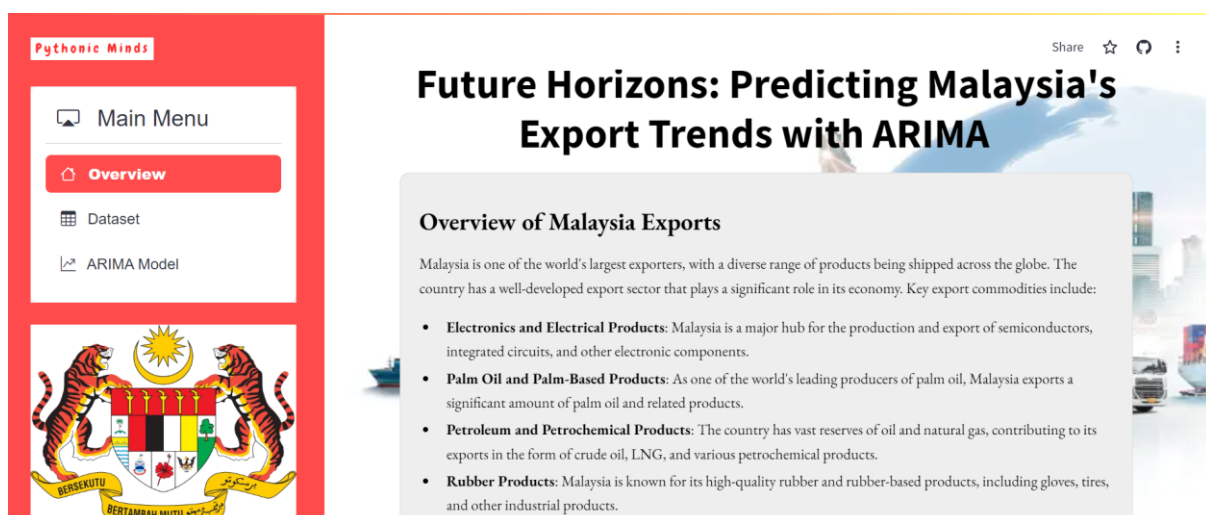 Pythonic Minds
Main Menu
Overview
Dataset
ARIMA Model
BERSEKUTU
BERTAMBAH MUTU
Share
Future Horizons: Predicting Malaysia's
Export Trends with ARIMA
Overview of Malaysia Exports
Malaysia is one of the world's largest exporters, with a diverse range of products being shipped across the globe. The
country has a well-developed export sector that plays a significant role in its economy. Key export commodities include:
• Electronics and Electrical Products: Malaysia is a major hub for the production and export of semiconductors,
integrated circuits, and other electronic components.
• Palm Oil and Palm-Based Products: As one of the world's leading producers of palm oil, Malaysia exports a
significant amount of palm oil and related products.
• Petroleum and Petrochemical Products: The country has vast reserves of oil and natural gas, contributing to its
exports in the form of crude oil, LNG, and various petrochemical products.
• Rubber Products: Malaysia is known for its high-quality rubber and rubber-based products, including gloves, tires,
and other industrial products.